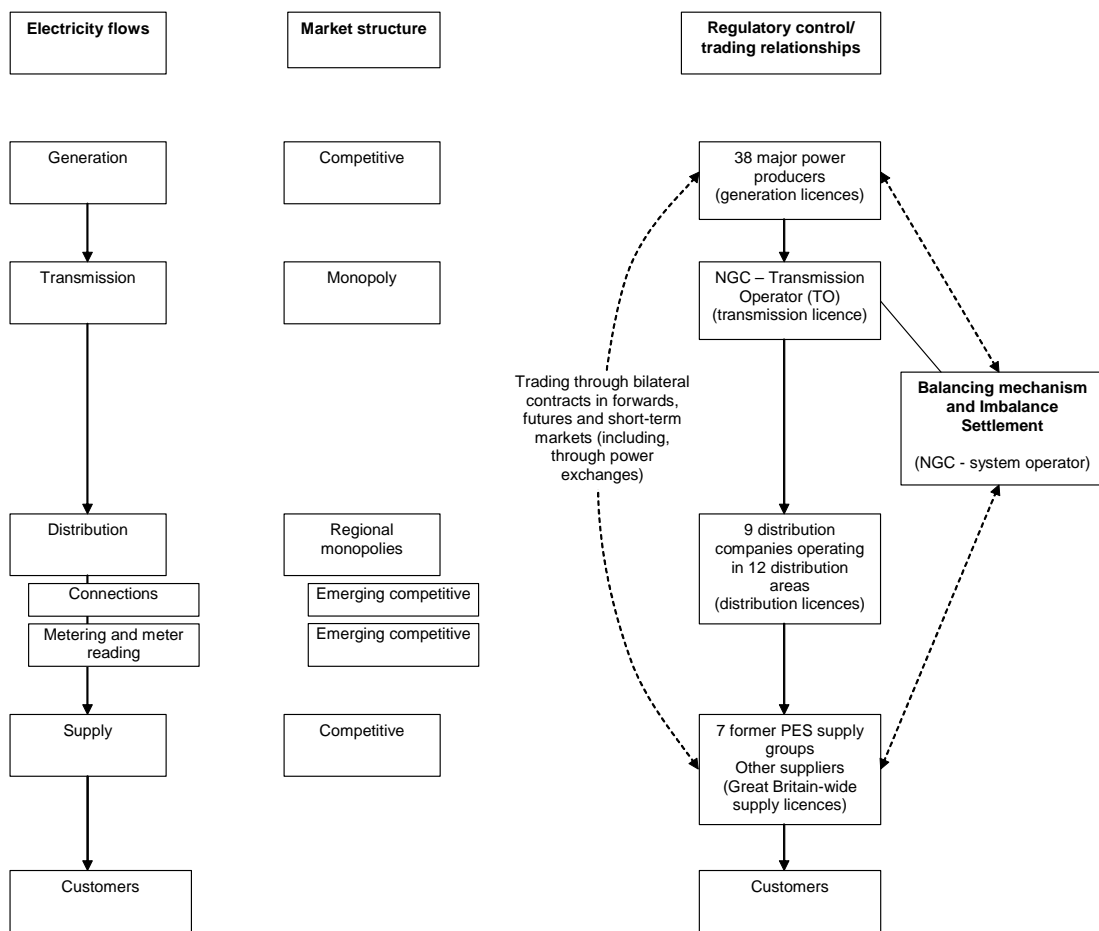 Electricity flows
Market structure
Regulatory control/
trading relationships
Generation
Competitive
38 major power
producers
(generation licences)
Transmission
Monopoly
NGC – Transmission
Operator (TO)
(transmission licence)
Trading through bilateral
contracts in forwards,
futures and short-term
markets (including,
through power
exchanges)
Balancing mechanism
and Imbalance
Settlement
(NGC - system operator)
Distribution
Regional
monopolies
9 distribution
companies operating
in 12 distribution
areas
(distribution licences)
Connections
Emerging competitive
Metering and meter
reading
Emerging competitive
Supply
Competitive
7 former PES supply
groups
Other suppliers
(Great Britain-wide
supply licences)
Customers
Customers